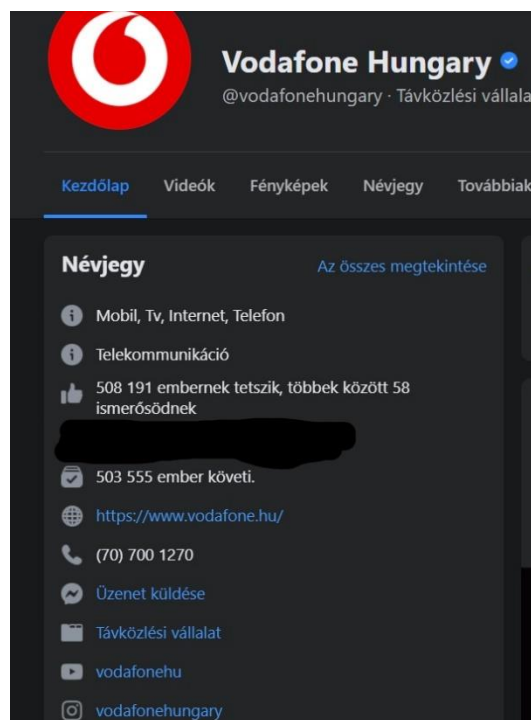 Vodafone Hungary
@vodafonehungary · Távközlési vállala
Kezdőlap Videók Fényképek Névjegy Továbbiak
Névjegy Az összes megtekintése
Mobil, Tv, Internet, Telefon
Telekommunikáció
508 191 embernek tetszik, többek között 58
ismerősödnek
503 555 ember követi.
https://www.vodafone.hu/
(70) 700 1270
Üzenet küldése
Távközlési vállalat
vodafonehu
vodafonehungary